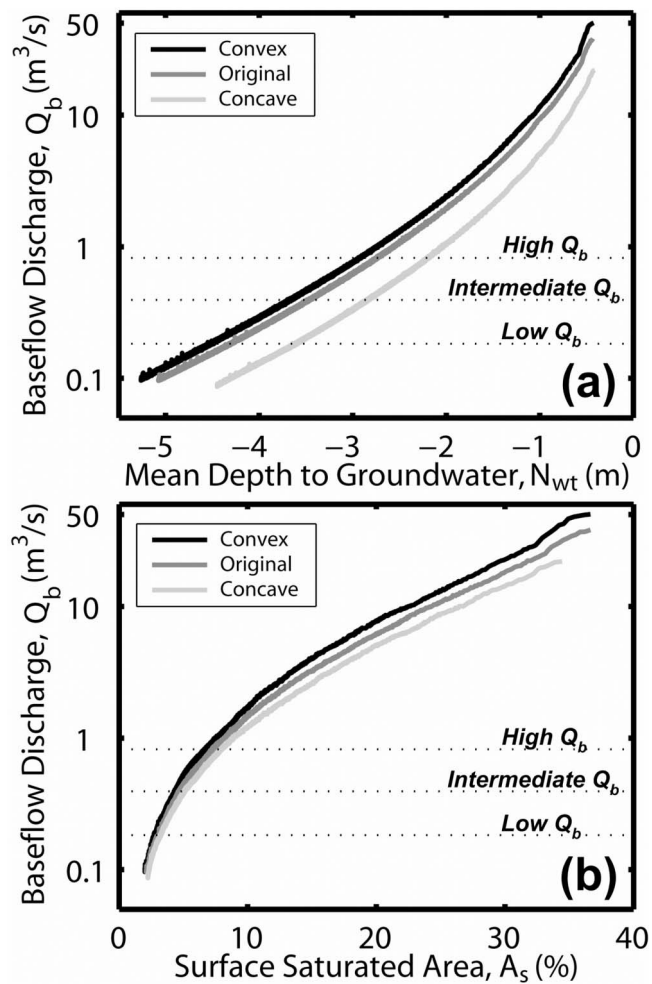 Baseflow Discharge, Q_b (m³/s)
50
10
1
0.1
Convex
Original
Concave
High Q_b
Intermediate Q_b
Low Q_b
(a)
−5 −4 −3 −2 −1 0
Mean Depth to Groundwater, N_wt (m)
Baseflow Discharge, Q_b (m³/s)
50
10
1
0.1
Convex
Original
Concave
High Q_b
Intermediate Q_b
Low Q_b
(b)
0 10 20 30 40
Surface Saturated Area, A_s (%)